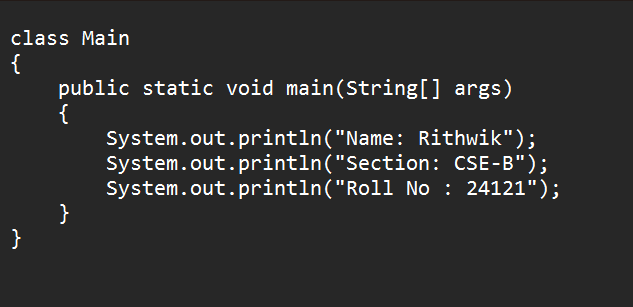 class Main
{
    public static void main(String[] args)
    {
        System.out.println("Name: Rithwik");
        System.out.println("Section: CSE-B");
        System.out.println("Roll No : 24121");
    }
}